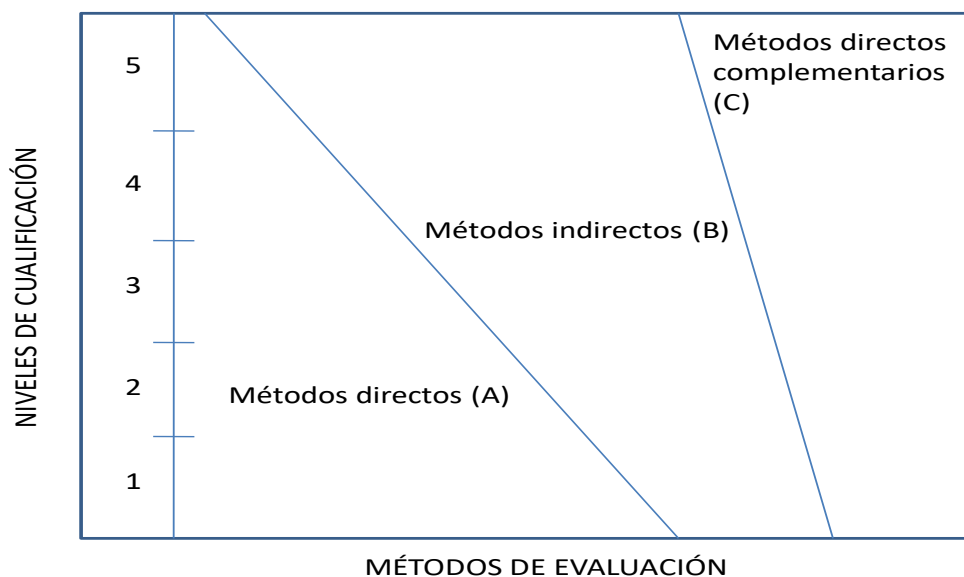 NIVELES DE CUALIFICACIÓN
5
4
3
2
1
Métodos directos
complementarios
(C)
Métodos indirectos (B)
Métodos directos (A)
MÉTODOS DE EVALUACIÓN